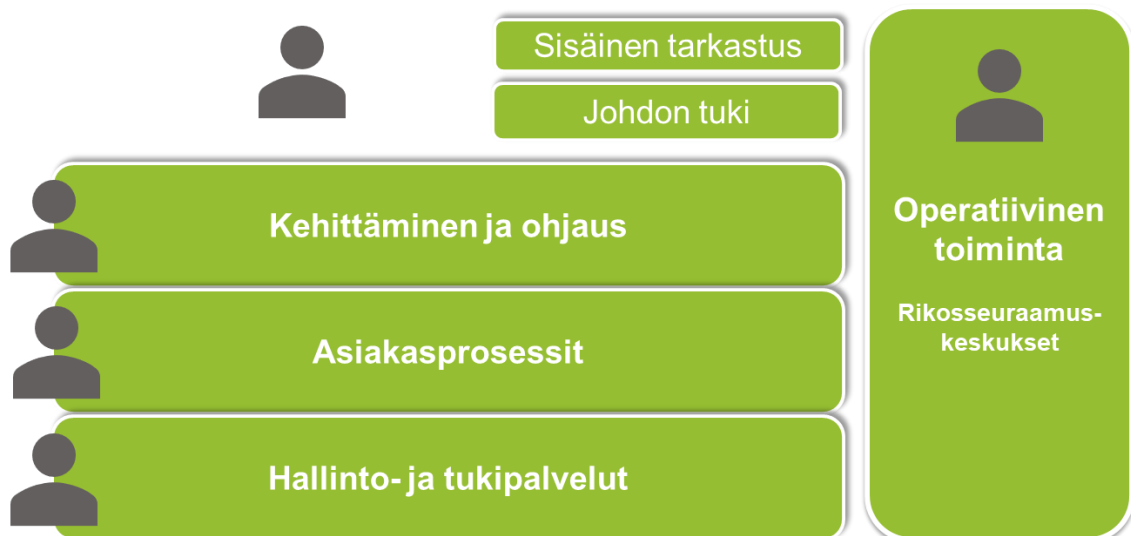 Sisäinen tarkastus
Johdon tuki
Kehittäminen ja ohjaus
Asiakasprosessit
Hallinto- ja tukipalvelut
Operatiivinen
toiminta
Rikosseuraamus-
keskukset